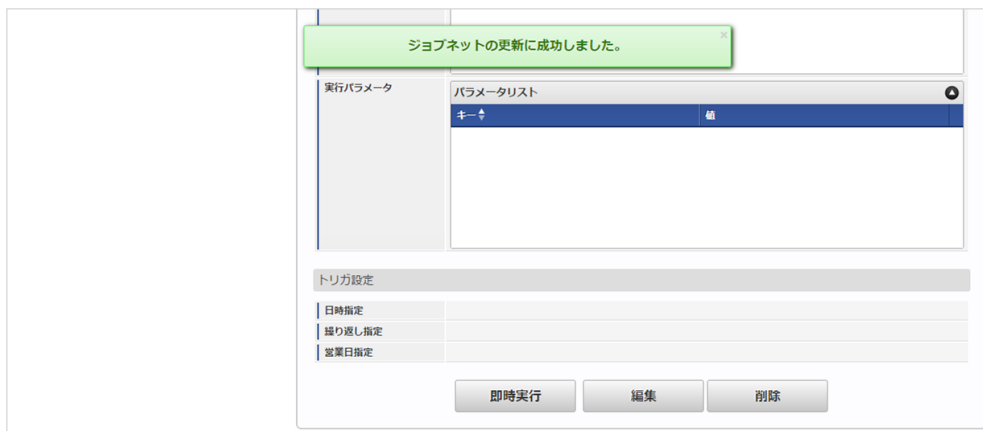 ジョブネットの更新に成功しました。
×
実行パラメータ
パラメータリスト
キー
値
トリガ設定
日時指定
繰り返し指定
営業日指定
即時実行
編集
削除